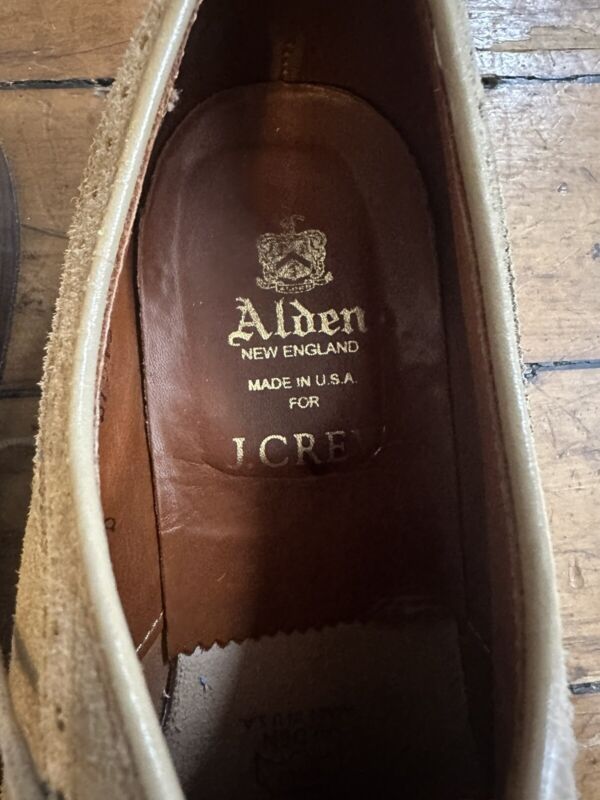 Alden
NEW ENGLAND
MADE IN U.S.A.
FOR
J.CREW